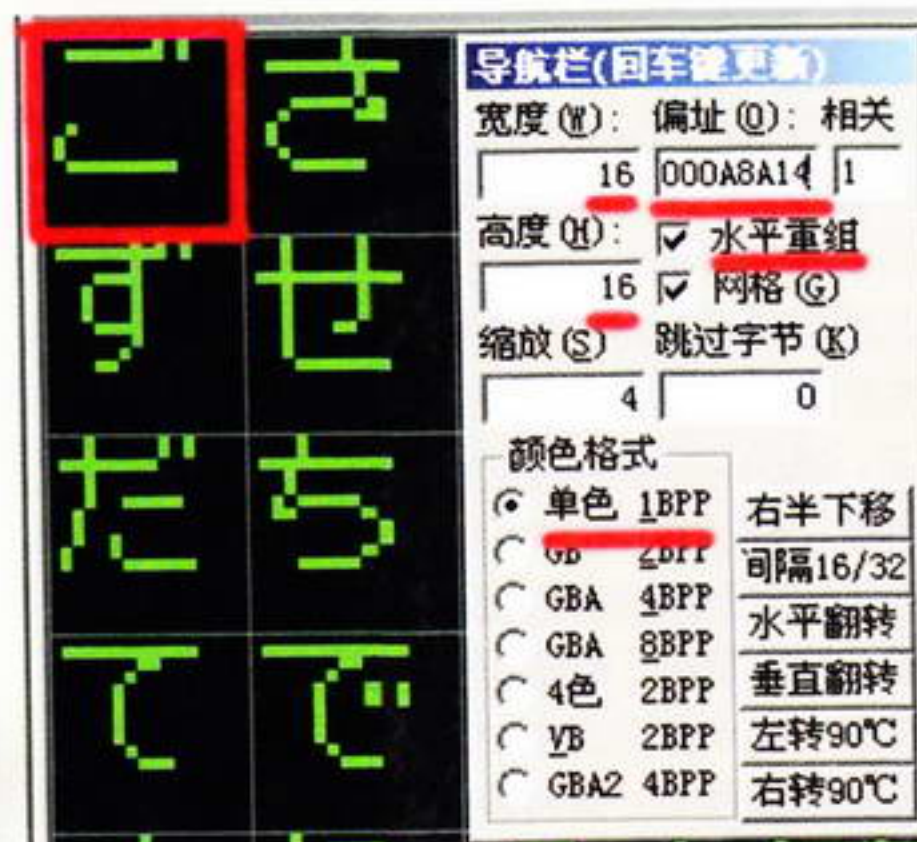 ご さ
ず せ
だ ち
て で
导航栏(回车键更新)
宽度(W): 偏址(O): 相关
16 000A8A14 1
高度(H): 水平重组
16 网格(G)
缩放(S) 跳过字节(K)
4 0
颜色格式
单色 1BPP
GB 2BPP
GBA 4BPP
GBA 8BPP
4色 2BPP
VB 2BPP
GBA2 4BPP
右半下移
间隔16/32
水平翻转
垂直翻转
左转90℃
右转90℃